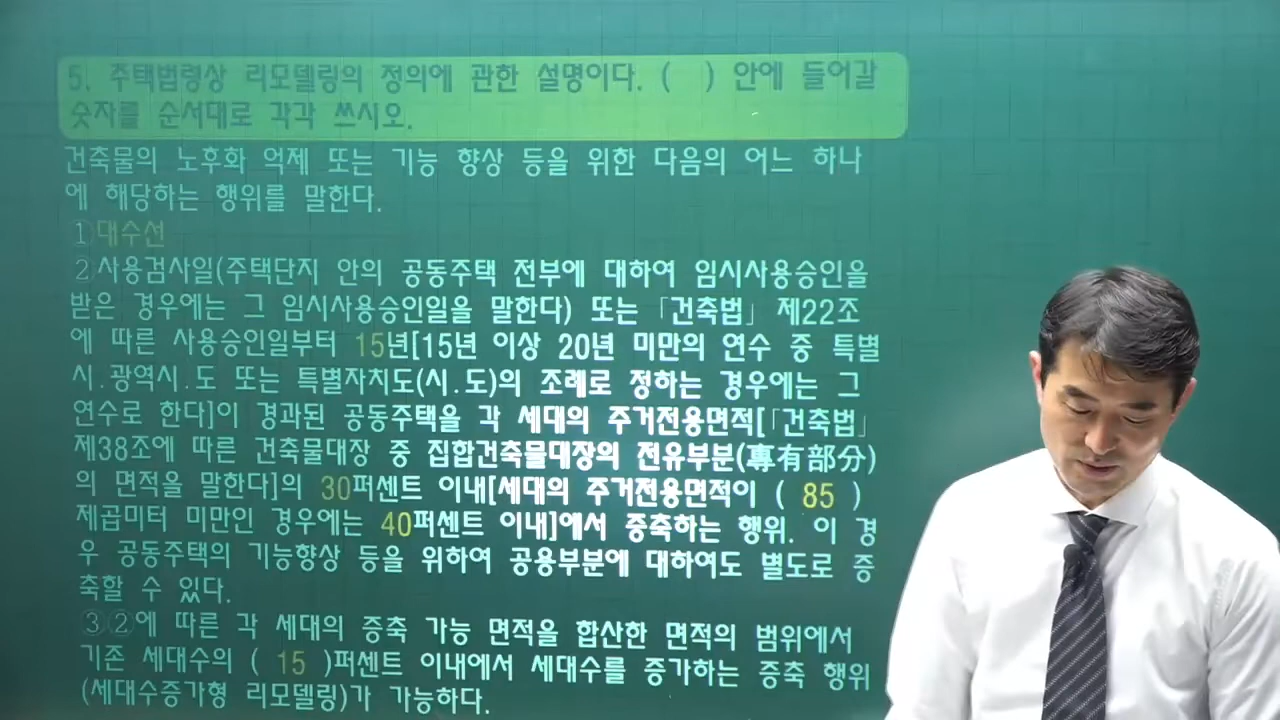 5. 주택법령상 리모델링의 정의에 관한 설명이다. (  ) 안에 들어갈
숫자를 순서대로 각각 쓰시오.
건축물의 노후화 억제 또는 기능 향상 등을 위한 다음의 어느 하나
에 해당하는 행위를 말한다.
①대수선
②사용검사일(주택단지 안의 공동주택 전부에 대하여 임시사용승인을
받은 경우에는 그 임시사용승인일을 말한다) 또는「건축법」제22조
에 따른 사용승인일부터 15년[15년 이상 20년 미만의 연수 중 특별
시.광역시.도 또는 특별자치도(시.도)의 조례로 정하는 경우에는 그
연수로 한다]이 경과된 공동주택을 각 세대의 주거전용면적[「건축법」
제38조에 따른 건축물대장 중 집합건축물대장의 전유부분(專有部分)
의 면적을 말한다]의 30퍼센트 이내[세대의 주거전용면적이 ( 85 )
제곱미터 미만인 경우에는 40퍼센트 이내]에서 증축하는 행위. 이 경
우 공동주택의 기능향상 등을 위하여 공용부분에 대하여도 별도로 증
축할 수 있다.
③②에 따른 각 세대의 증축 가능 면적을 합산한 면적의 범위에서
기존 세대수의 ( 15 )퍼센트 이내에서 세대수를 증가하는 증축 행위
(세대수증가형 리모델링)가 가능하다.